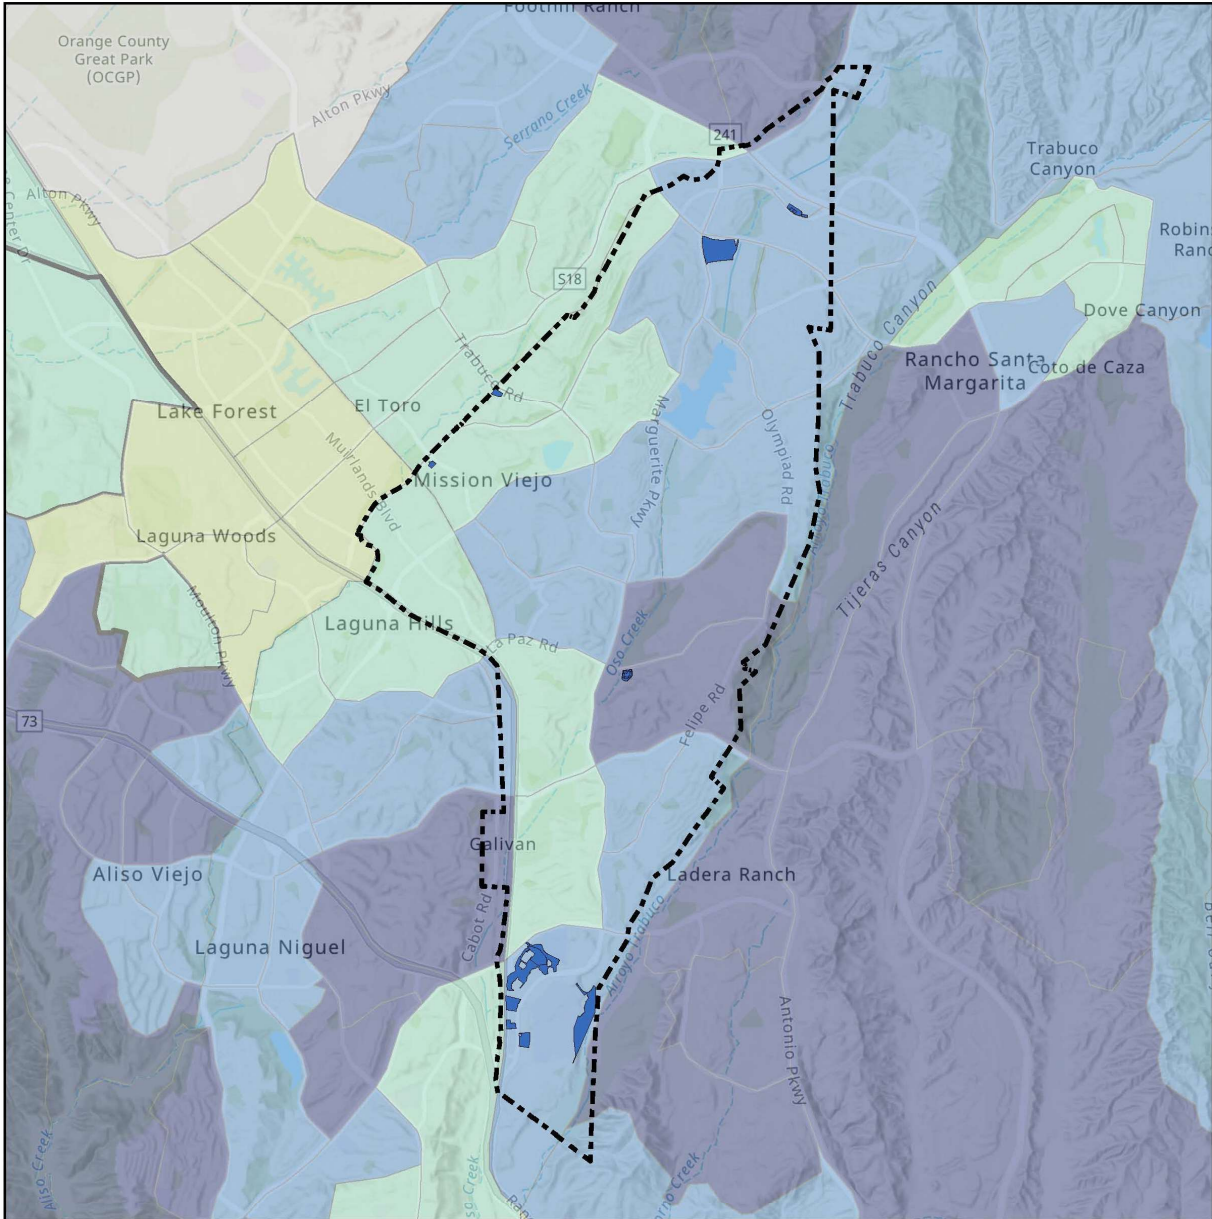 Foothill Ranch
Orange County
Great Park
(OCGP)
Alton Pkwy
Serrano Creek
241
Trabuco
Canyon
Alton Pkwy
Center Dr
Robins
Ranc
S18
Trabuco Canyon
Dove Canyon
Trabuco Rd
Rancho Santa
Margarita
Coto de Caza
Lake Forest
El Toro
Marguerite Pkwy
Olympiad Rd
Muirlands Blvd
Mission Viejo
Laguna Woods
Tijeras Canyon
Moulton Pkwy
Laguna Hills
La Paz Rd
Oso Creek
73
Felipe Rd
Galivan
Aliso Viejo
Ladera Ranch
Cabot Rd
Laguna Niguel
Arroyo Trabuco
Antonio Pkwy
Aliso Creek